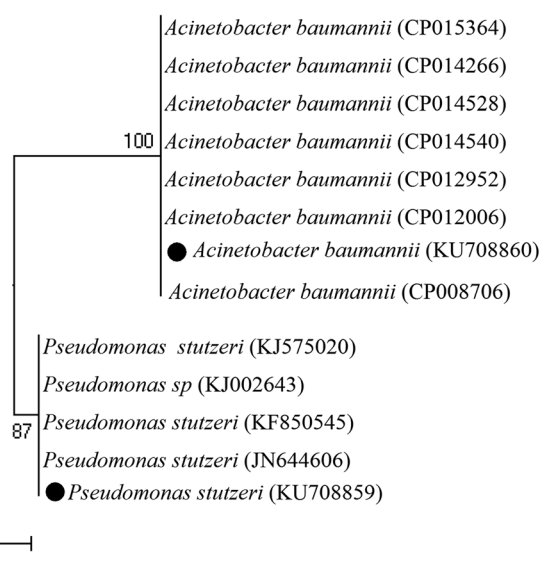 Acinetobacter baumannii (CP015364)
Acinetobacter baumannii (CP014266)
Acinetobacter baumannii (CP014528)
100 Acinetobacter baumannii (CP014540)
Acinetobacter baumannii (CP012952)
Acinetobacter baumannii (CP012006)
Acinetobacter baumannii (KU708860)
Acinetobacter baumannii (CP008706)
Pseudomonas stutzeri (KJ575020)
Pseudomonas sp (KJ002643)
87 Pseudomonas stutzeri (KF850545)
Pseudomonas stutzeri (JN644606)
Pseudomonas stutzeri (KU708859)